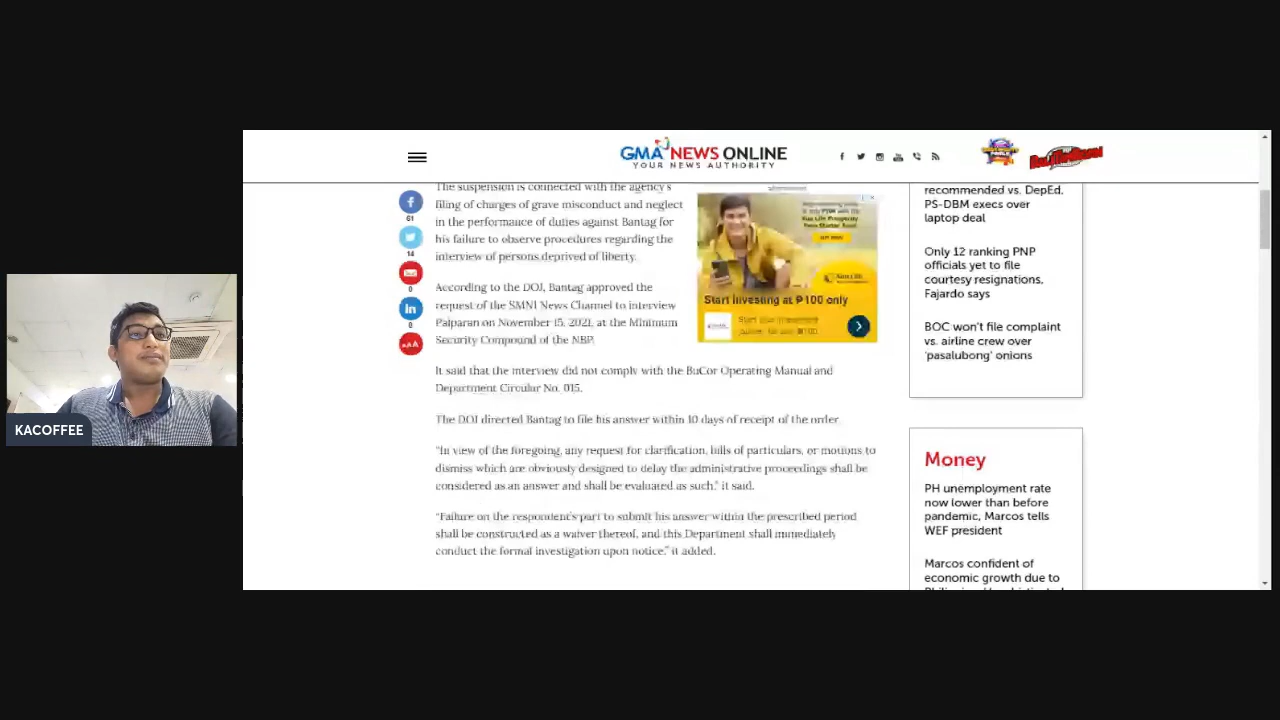 GMA NEWS ONLINE
YOUR NEWS AUTHORITY
The suspension is connected with the agency's
filing of charges of grave misconduct and neglect
in the performance of duties against Bantag for
his failure to observe procedures regarding the
interview of persons deprived of liberty.
According to the DOJ, Bantag approved the
request of the SMNI News Channel to interview
Palparan on November 15, 2021, at the Minimum
Security Compound of the NBP.
It said that the interview did not comply with the BuCor Operating Manual and
Department Circular No. 015.
The DOJ directed Bantag to file his answer within 10 days of receipt of the order.
“In view of the foregoing, any request for clarification, bills of particulars, or motions to
dismiss which are obviously designed to delay the administrative proceedings shall be
considered as an answer and shall be evaluated as such,” it said.
“Failure on the respondent's part to submit his answer within the prescribed period
shall be constructed as a waiver thereof, and this Department shall immediately
conduct the formal investigation upon notice,” it added.
61
14
0
0
AAA
Start investing at ₱100 only
recommended vs. DepEd,
PS-DBM execs over
laptop deal
Only 12 ranking PNP
officials yet to file
courtesy resignations,
Fajardo says
BOC won't file complaint
vs. airline crew over
'pasalubong' onions
Money
PH unemployment rate
now lower than before
pandemic, Marcos tells
WEF president
Marcos confident of
economic growth due to
KACOFFEE